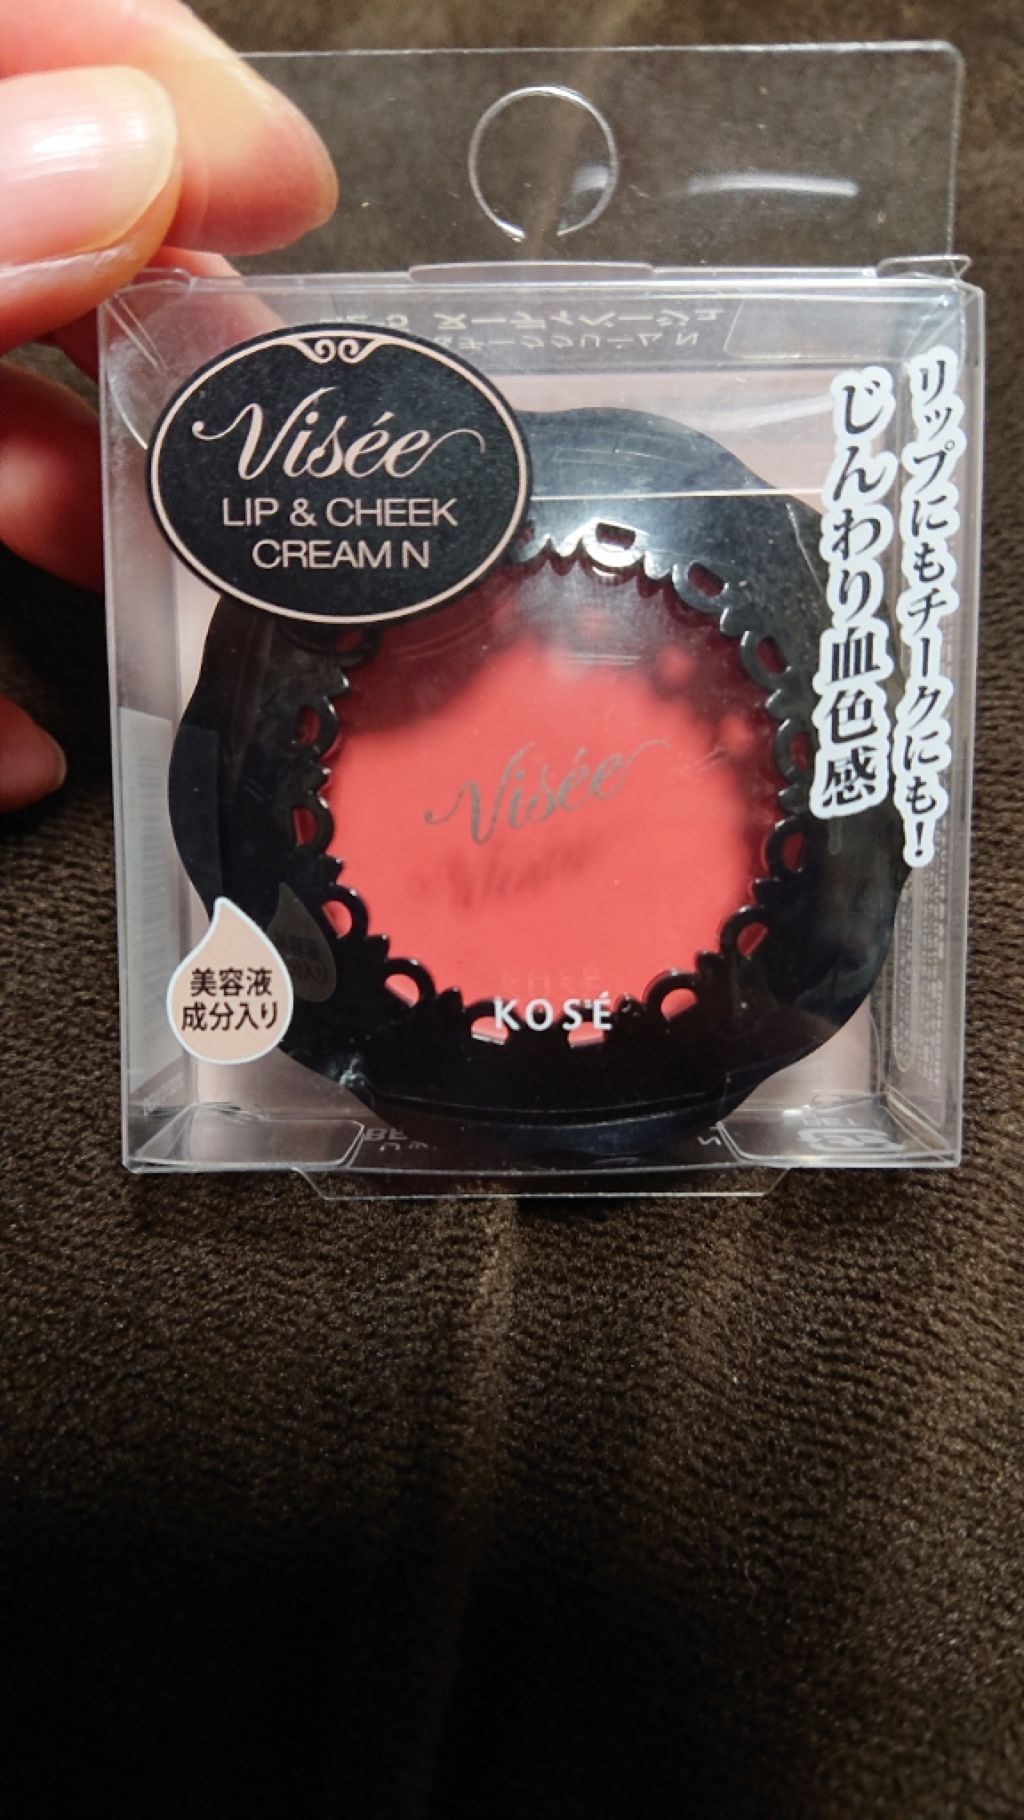 Visée
LIP & CHEEK
CREAM N
リップにもチークにも!
じんわり血色感
Visée
美容液
成分入り
KOSÉ